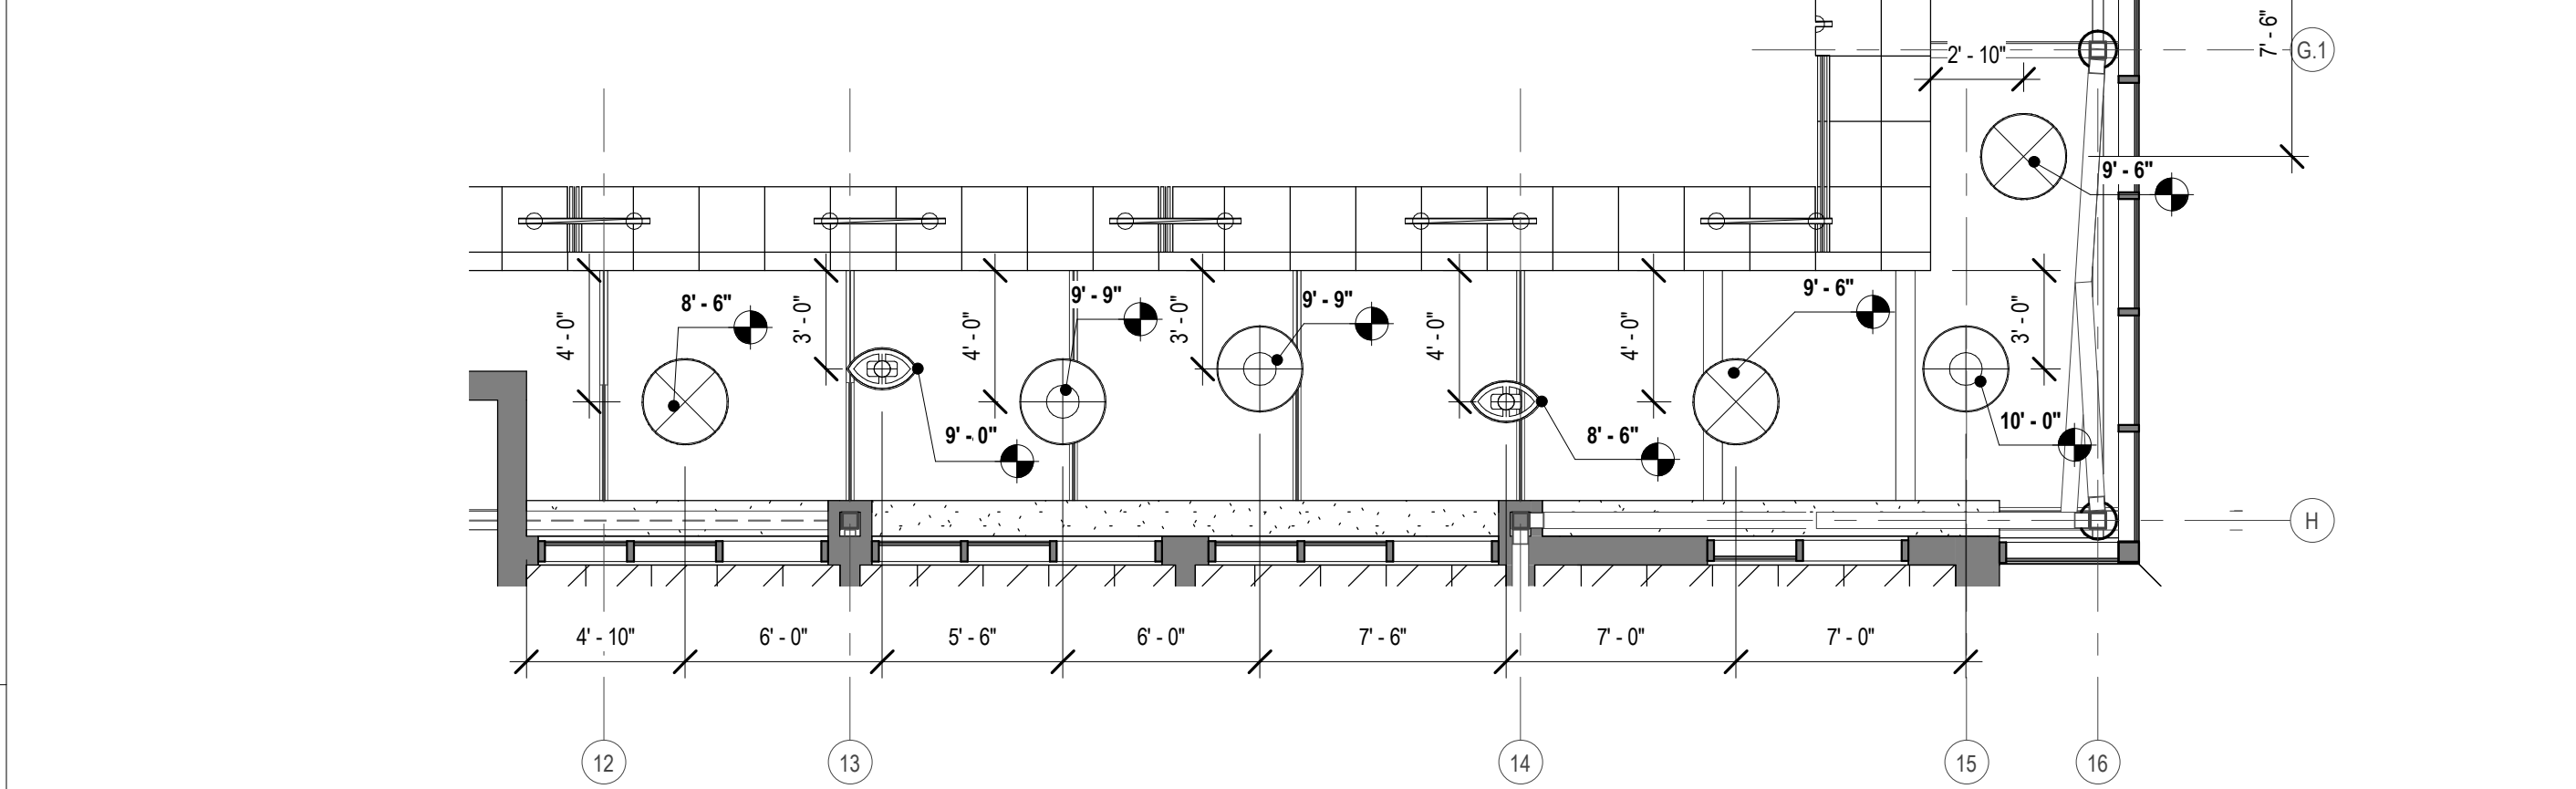 7' - 6"
2' - 10"
G.1
9' - 6"
8' - 6"
9' - 9"
9' - 9"
9' - 6"
4' - 0"
3' - 0"
4' - 0"
3' - 0"
4' - 0"
4' - 0"
3' - 0"
9' - 0"
8' - 6"
10' - 0"
H
4' - 10"
6' - 0"
5' - 6"
6' - 0"
7' - 6"
7' - 0"
7' - 0"
12
13
14
15
16